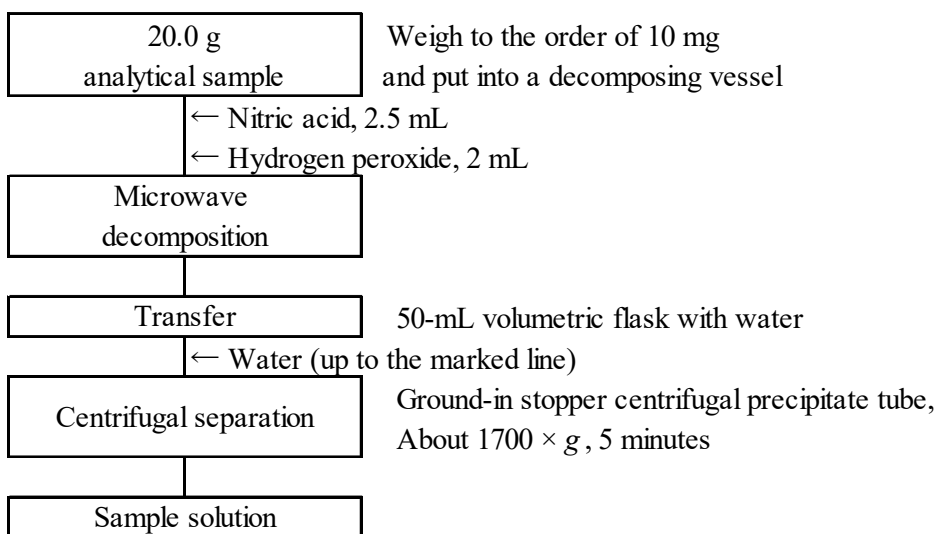 20.0 g
analytical sample
Weigh to the order of 10 mg
and put into a decomposing vessel
← Nitric acid, 2.5 mL
← Hydrogen peroxide, 2 mL
Microwave
decomposition
Transfer
50-mL volumetric flask with water
← Water (up to the marked line)
Centrifugal separation
Ground-in stopper centrifugal precipitate tube,
About 1700 × g, 5 minutes
Sample solution